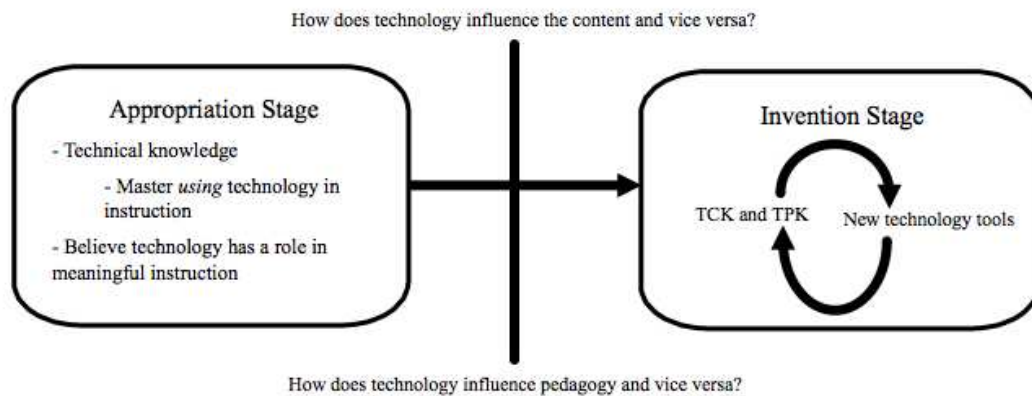 How does technology influence the content and vice versa?
Appropriation Stage
- Technical knowledge
- Master using technology in
instruction
- Believe technology has a role in
meaningful instruction
Invention Stage
TCK and TPK
New technology tools
How does technology influence pedagogy and vice versa?